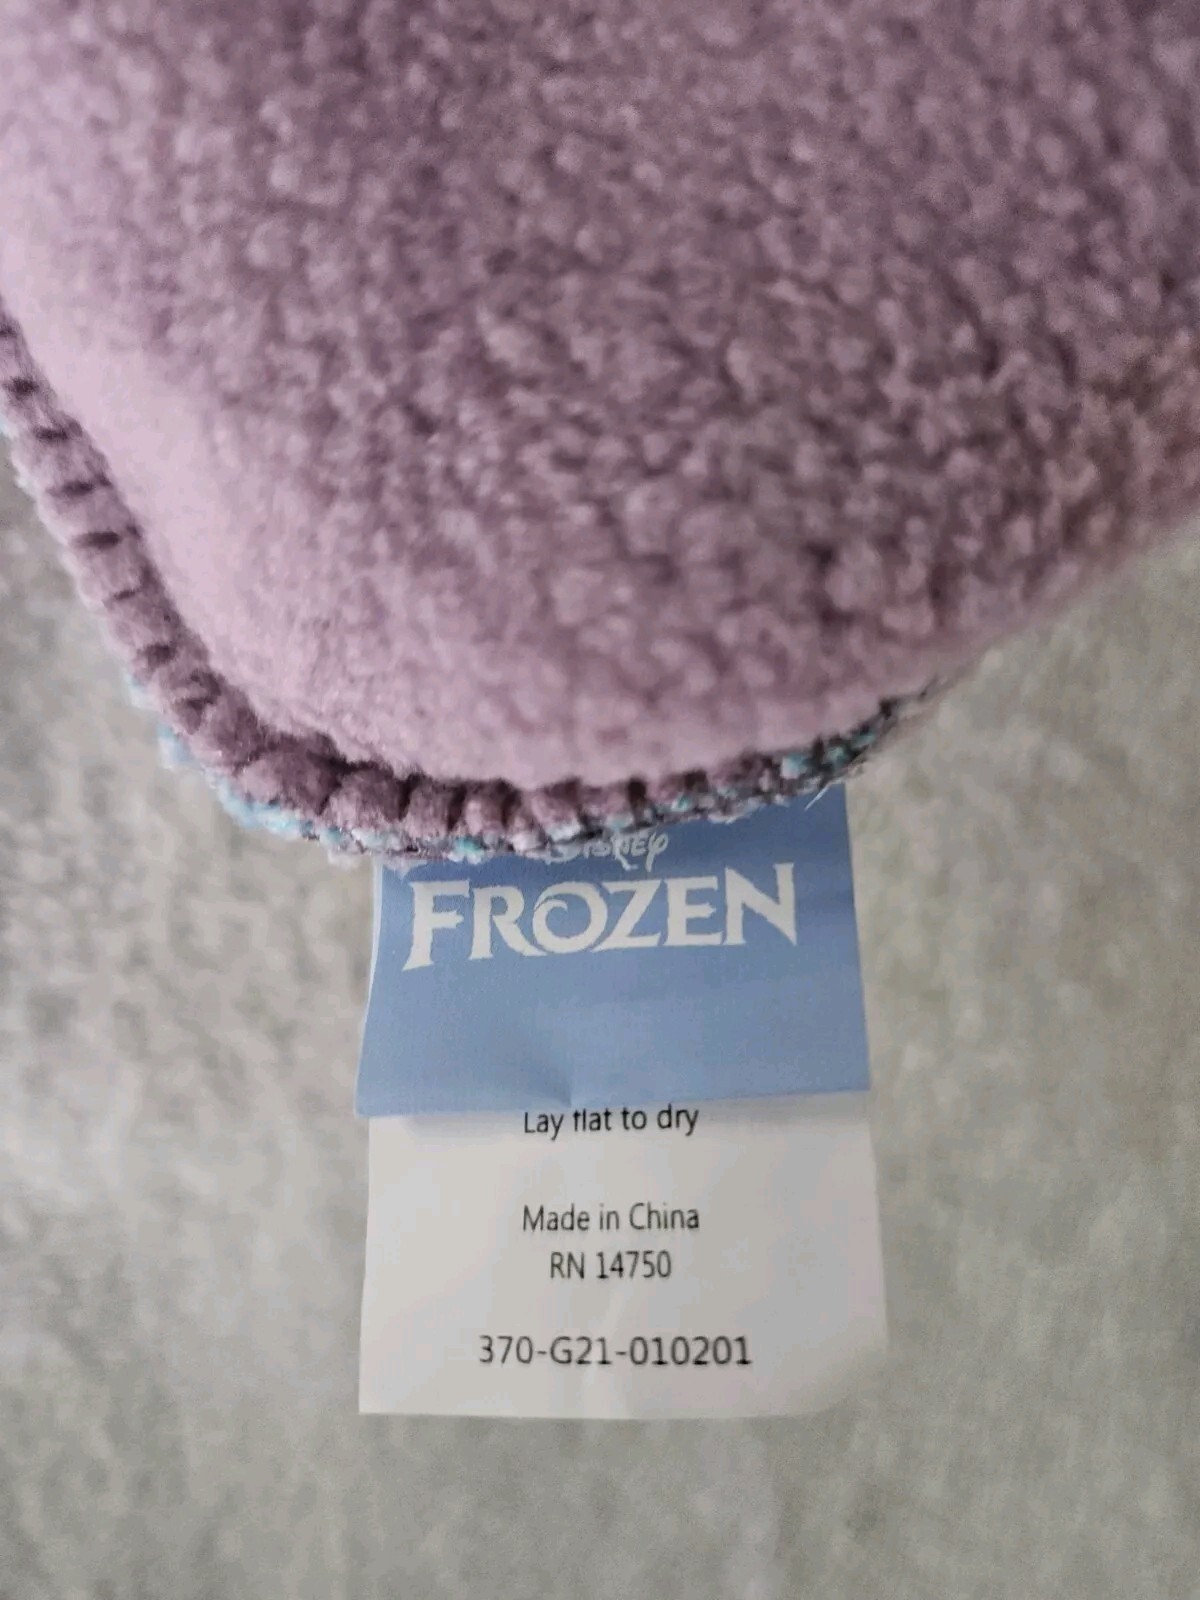 Disney
FROZEN
Lay flat to dry
Made in China
RN 14750
370-G21-010201